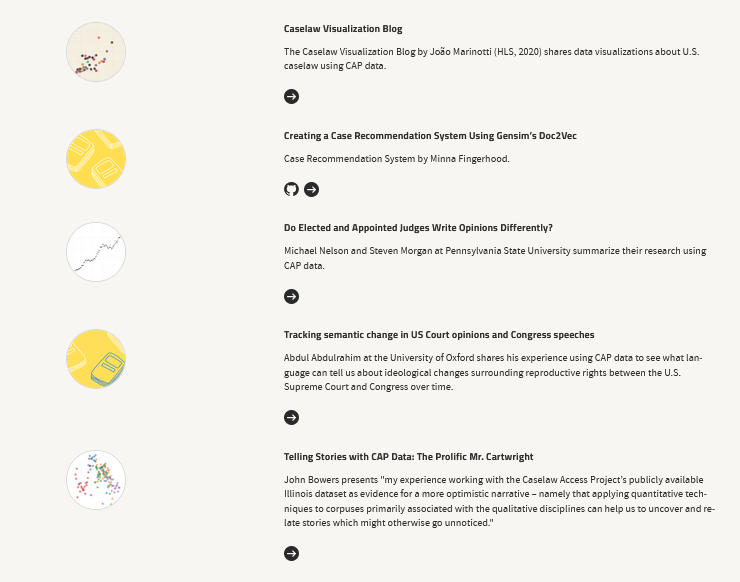 Caselaw Visualization Blog
The Caselaw Visualization Blog by João Marinotti (HLS, 2020) shares data visualizations about U.S.
caselaw using CAP data.
Creating a Case Recommendation System Using Gensim's Doc2Vec
Case Recommendation System by Minna Fingerhood.
Do Elected and Appointed Judges Write Opinions Differently?
Michael Nelson and Steven Morgan at Pennsylvania State University summarize their research using
CAP data.
Tracking semantic change in US Court opinions and Congress speeches
Abdul Abdulrahim at the University of Oxford shares his experience using CAP data to see what lan-
guage can tell us about ideological changes surrounding reproductive rights between the U.S.
Supreme Court and Congress over time.
Telling Stories with CAP Data: The Prolific Mr. Cartwright
John Bowers presents "my experience working with the Caselaw Access Project's publicly available
Illinois dataset as evidence for a more optimistic narrative – namely that applying quantitative tech-
niques to corpuses primarily associated with the qualitative disciplines can help us to uncover and re-
late stories which might otherwise go unnoticed."